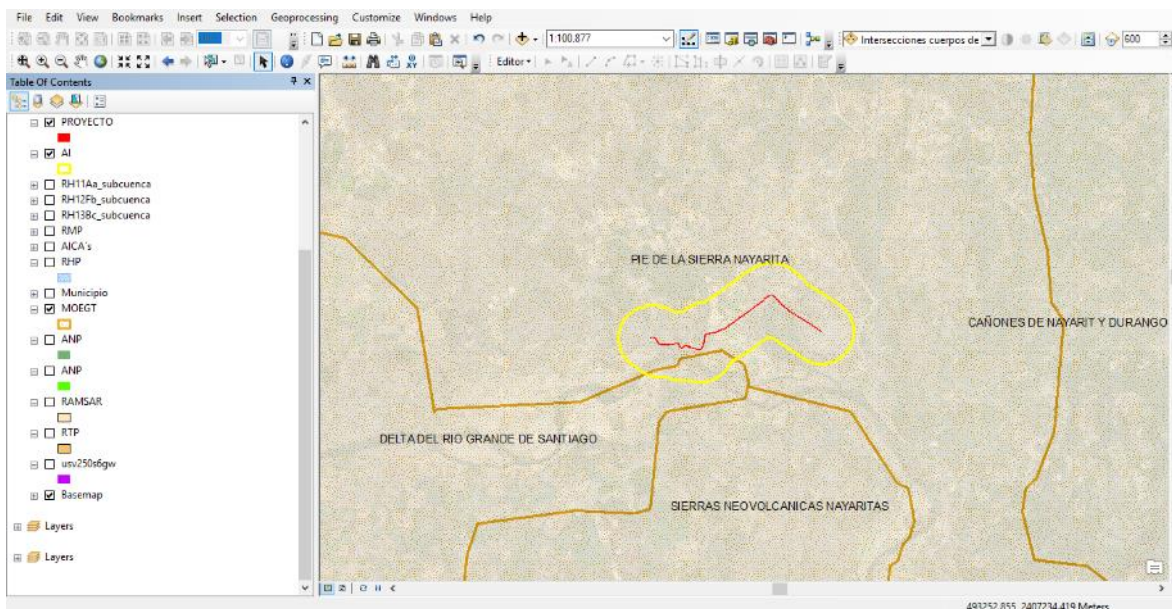 File Edit View Bookmarks Insert Selection Geoprocessing Customize Windows Help
1:100,877
Intersecciones cuerpos de
600
Editor
Table Of Contents
PROYECTO
AI
RH11Aa_subcuenca
RH12Fb_subcuenca
RH13Bc_subcuenca
RMP
AICA´s
RHP
Municipio
MOEGT
ANP
ANP
RAMSAR
RTP
usv250s6gw
Basemap
Layers
Layers
PIE DE LA SIERRA NAYARITA
CAÑONES DE NAYARIT Y DURANGO
DELTA DEL RIO GRANDE DE SANTIAGO
SIERRAS NEOVOLCANICAS NAYARITAS
493252.855 2407234.419 Meters